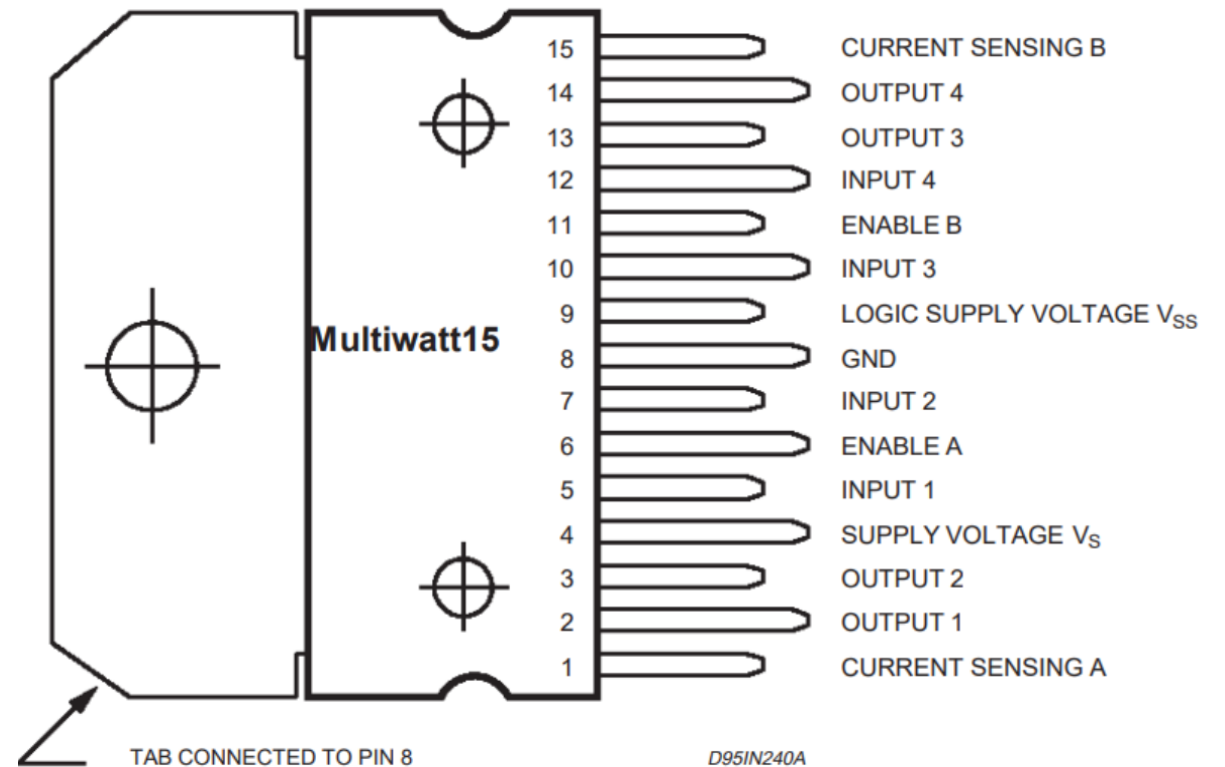 15 CURRENT SENSING B
14 OUTPUT 4
13 OUTPUT 3
12 INPUT 4
11 ENABLE B
10 INPUT 3
9 LOGIC SUPPLY VOLTAGE VSS
Multiwatt15
8 GND
7 INPUT 2
6 ENABLE A
5 INPUT 1
4 SUPPLY VOLTAGE VS
3 OUTPUT 2
2 OUTPUT 1
1 CURRENT SENSING A
TAB CONNECTED TO PIN 8
D95IN240A